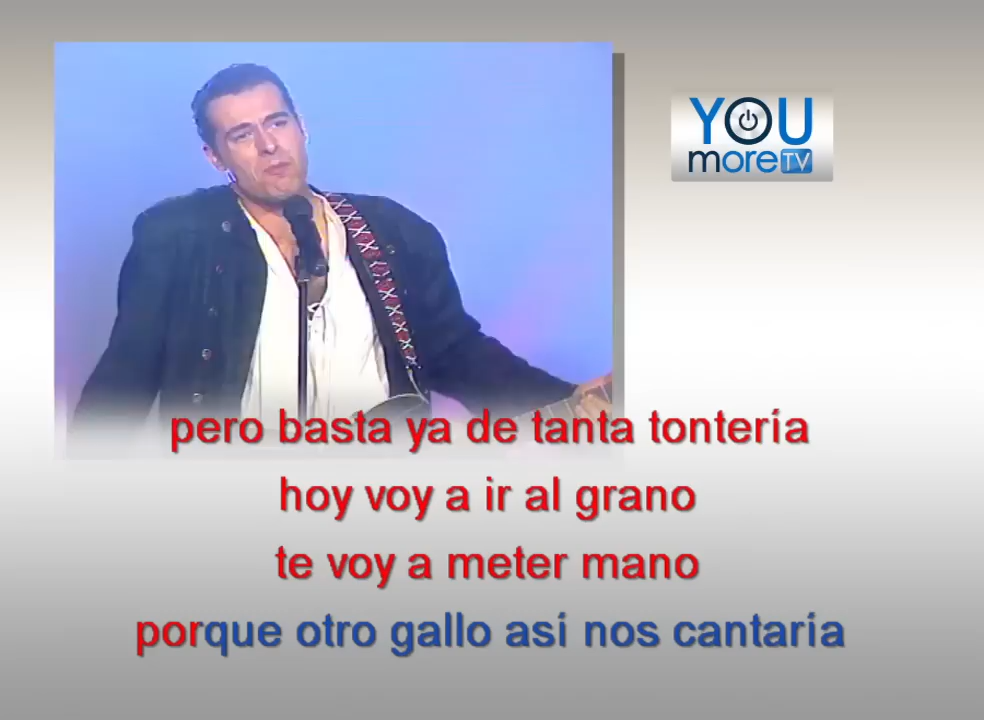 YOU
moreTV
pero basta ya de tanta tontería
hoy voy a ir al grano
te voy a meter mano
porque otro gallo así nos cantaría